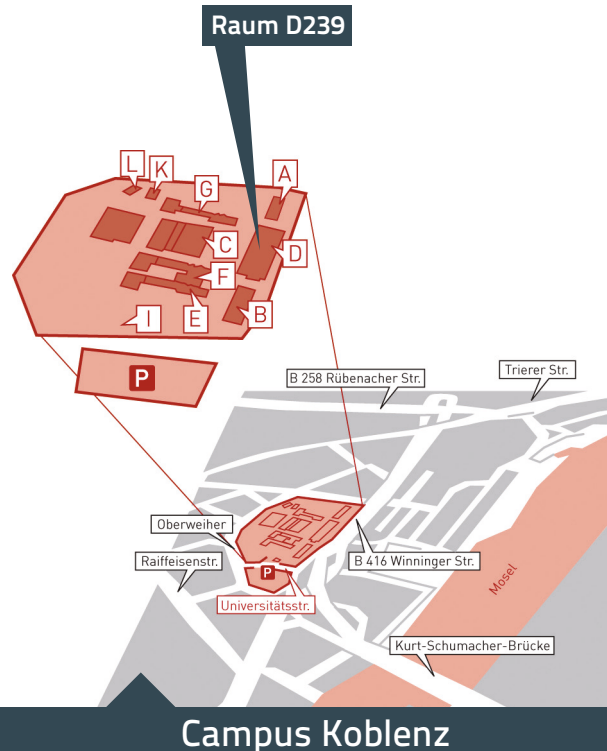 Raum D239
L
K
A
G
C
D
F
I
E
B
P
B 258 Rübenacher Str.
Trierer Str.
Oberweiher
Raiffeisenstr.
P
B 416 Winninger Str.
Universitätsstr.
Mosel
Kurt-Schumacher-Brücke
Campus Koblenz